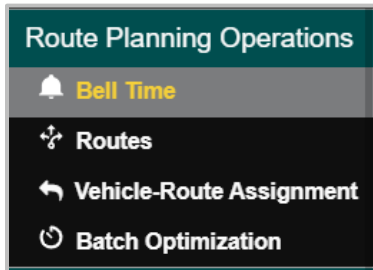 Route Planning Operations
Bell Time
Routes
Vehicle-Route Assignment
Batch Optimization